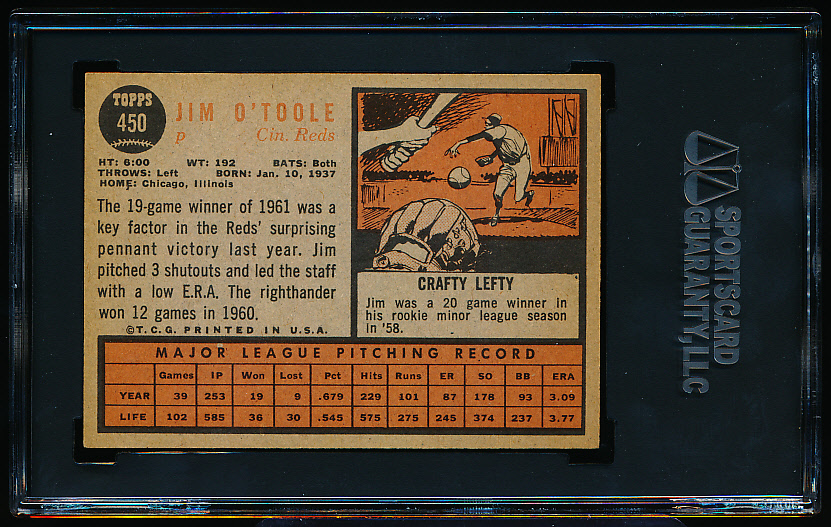 TOPPS
450
JIM O'TOOLE
p Cin. Reds
HT: 6:00 WT: 192 BATS: Both
THROWS: Left BORN: Jan. 10, 1937
HOME: Chicago, Illinois
The 19-game winner of 1961 was a
key factor in the Reds' surprising
pennant victory last year. Jim
pitched 3 shutouts and led the staff
with a low E.R.A. The righthander
won 12 games in 1960.
©T.C.G. PRINTED IN U.S.A.
CRAFTY LEFTY
Jim was a 20 game winner in
his rookie minor league season
in '58.
MAJOR LEAGUE PITCHING RECORD
Games IP Won Lost Pct Hits Runs ER SO BB ERA
YEAR 39 253 19 9 .679 229 101 87 178 93 3.09
LIFE 102 585 36 30 .545 575 275 245 374 237 3.77
SPORTSCARD
GUARANTY, LLC